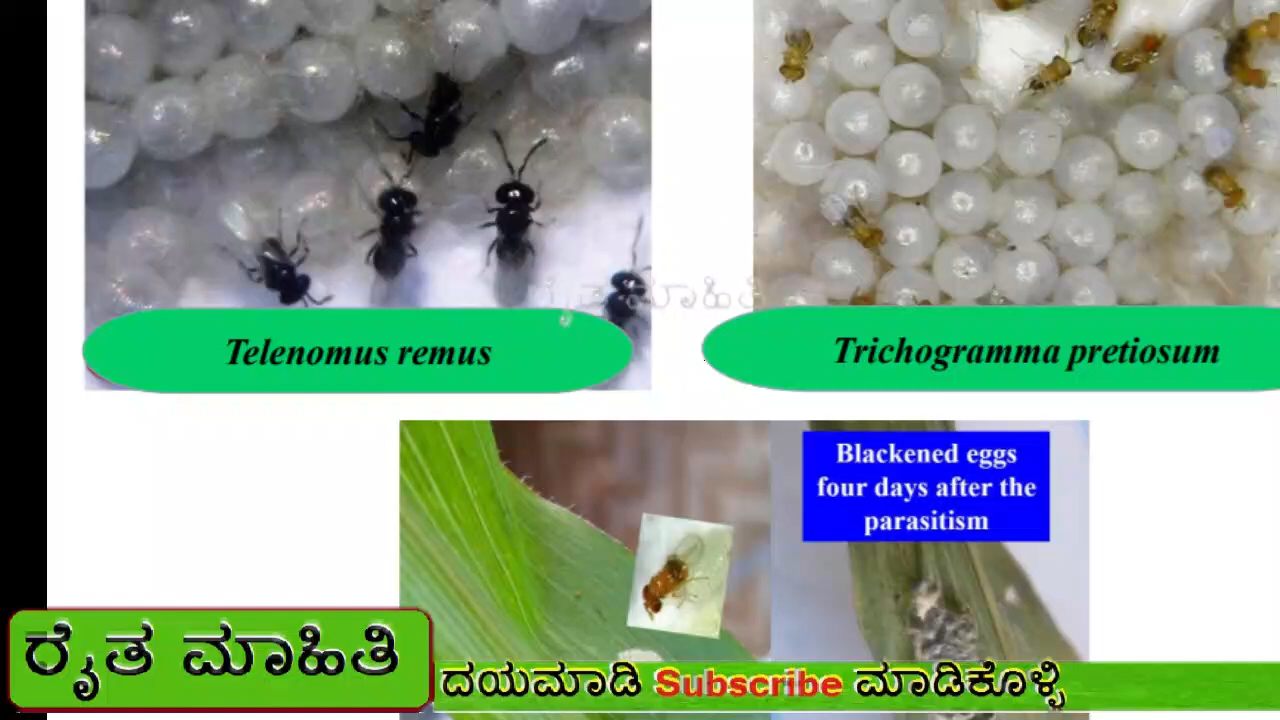 ರೈತ ಮಾಹಿತಿ
Telenomus remus
Trichogramma pretiosum
Blackened eggs
four days after the
parasitism
ರೈತ ಮಾಹಿತಿ
ದಯಮಾಡಿ Subscribe ಮಾಡಿಕೊಳ್ಳಿ